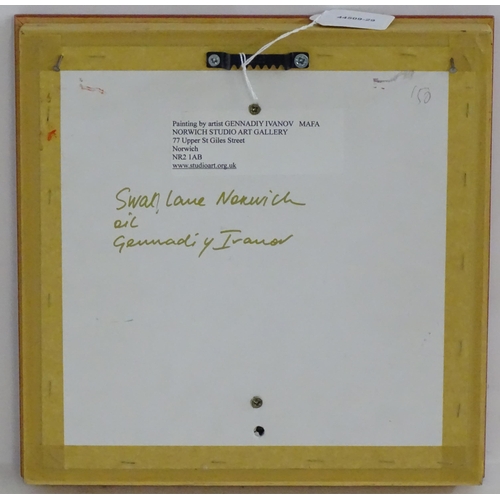 150
Painting by artist GENNADIY IVANOV MAFA
NORWICH STUDIO ART GALLERY
77 Upper St Giles Street
Norwich
NR2 1AB
www.studioart.org.uk
Lane Norwich
oil
Gennadiy Ivanov